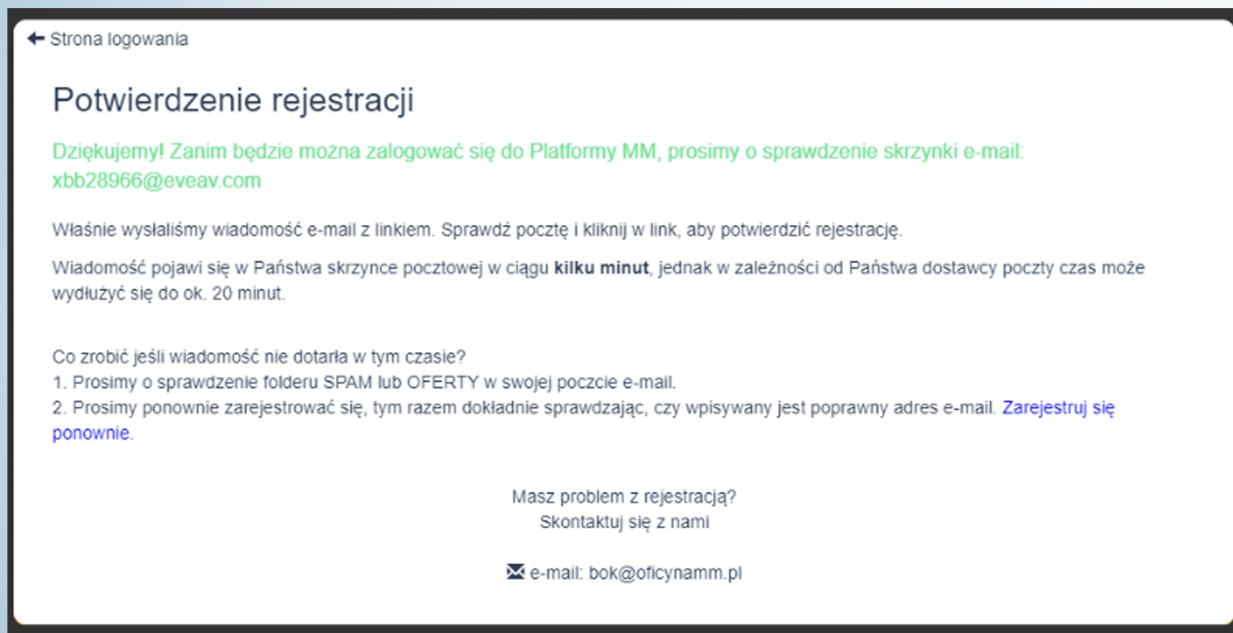 Strona logowania
Potwierdzenie rejestracji
Dziękujemy! Zanim będzie można zalogować się do Platformy MM, prosimy o sprawdzenie skrzynki e-mail:
xbb28966@eveav.com
Właśnie wysłaliśmy wiadomość e-mail z linkiem. Sprawdź pocztę i kliknij w link, aby potwierdzić rejestrację.
Wiadomość pojawi się w Państwa skrzynce pocztowej w ciągu kilku minut, jednak w zależności od Państwa dostawcy poczty czas może
wydłużyć się do ok. 20 minut.
Co zrobić jeśli wiadomość nie dotarła w tym czasie?
1. Prosimy o sprawdzenie folderu SPAM lub OFERTY w swojej poczcie e-mail.
2. Prosimy ponownie zarejestrować się, tym razem dokładnie sprawdzając, czy wpisywany jest poprawny adres e-mail. Zarejestruj się
ponownie.
Masz problem z rejestracją?
Skontaktuj się z nami
e-mail: bok@oficynamm.pl